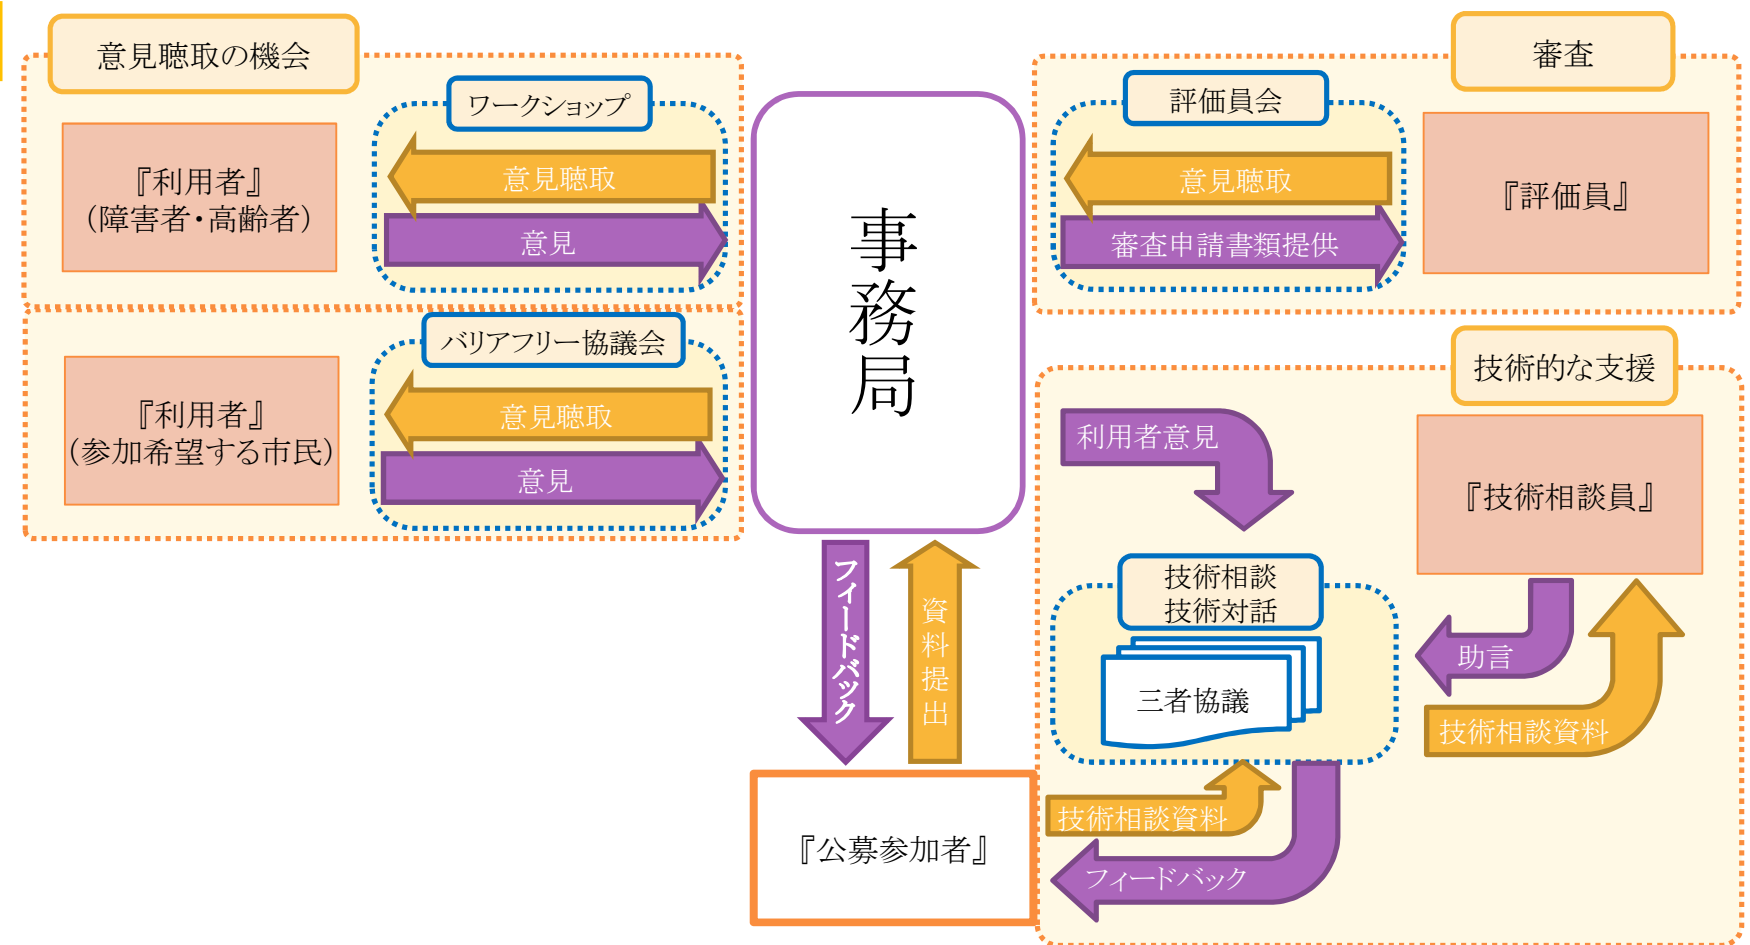 意見聴取の機会
ワークショップ
『利用者』
（障害者・高齢者）
意見聴取
意見
バリアフリー協議会
『利用者』
（参加希望する市民）
意見聴取
意見
事務局
審査
評価員会
意見聴取
審査申請書類提供
『評価員』
技術的な支援
利用者意見
『技術相談員』
技術相談
技術対話
三者協議
助言
技術相談資料
フィードバック
資料提出
『公募参加者』
技術相談資料
フィードバック